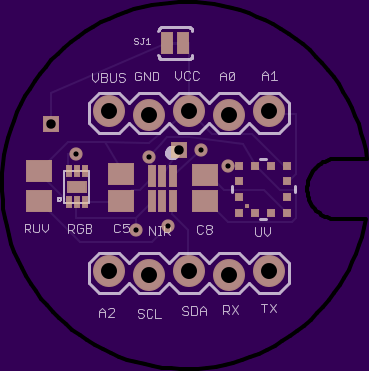 SJ1
VBUS GND VCC A0 A1
RUV RGB C5 NIR C8 UV
A2 SCL SDA RX TX